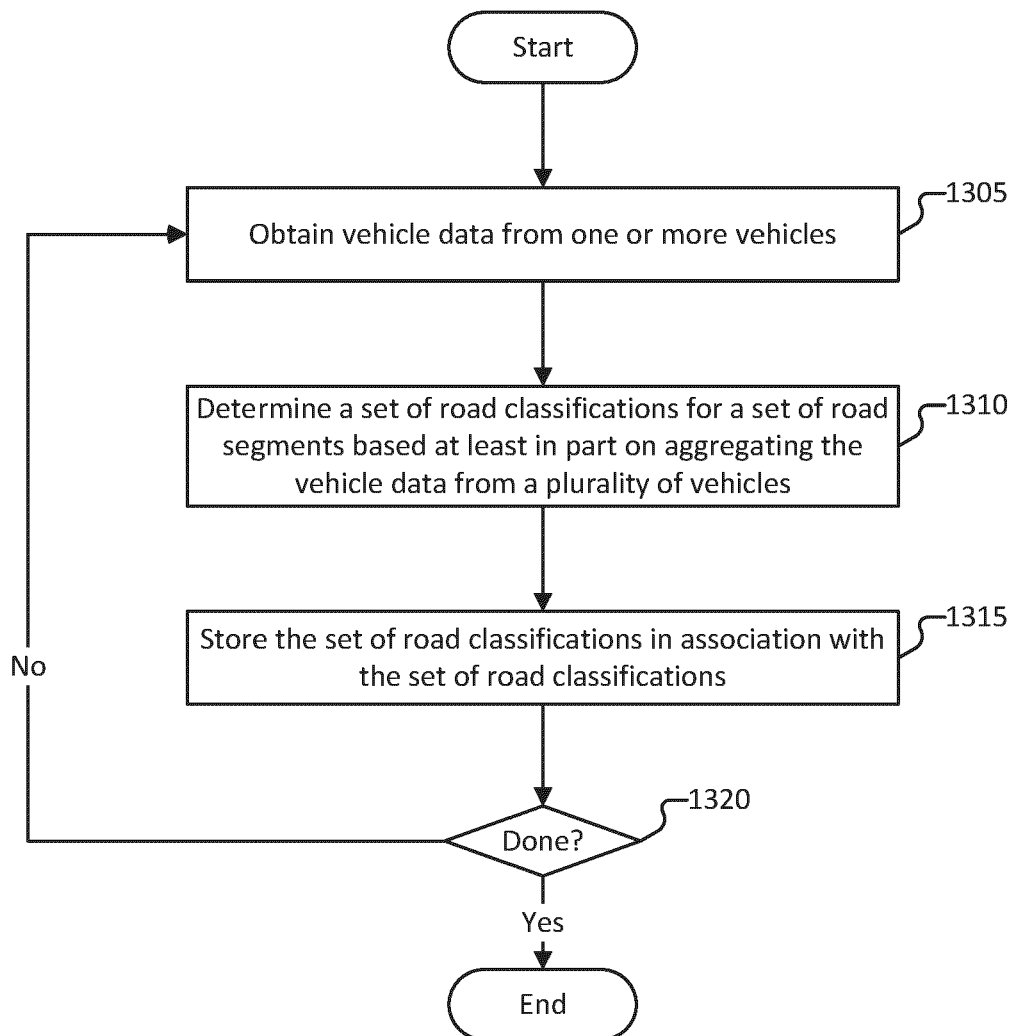 Start
1305
Obtain vehicle data from one or more vehicles
1310
Determine a set of road classifications for a set of road
segments based at least in part on aggregating the
vehicle data from a plurality of vehicles
1315
Store the set of road classifications in association with
the set of road classifications
No
1320
Done?
Yes
End